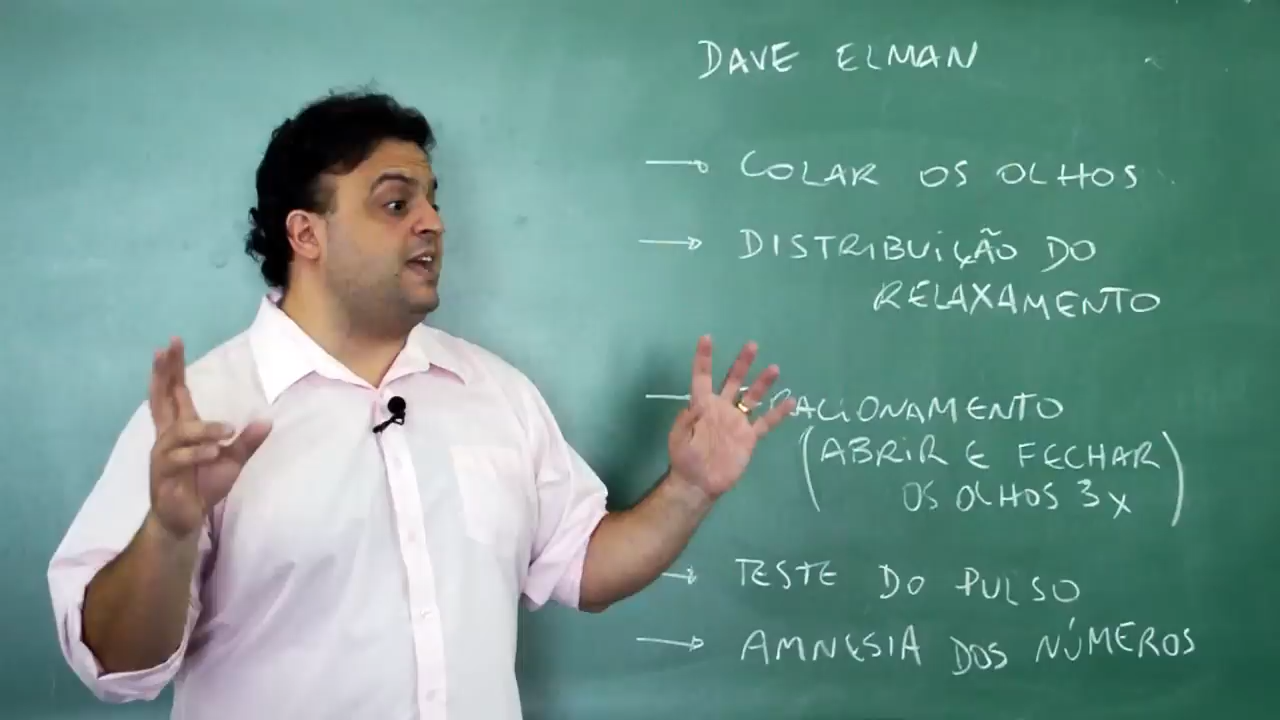 DAVE ELMAN
→ COLAR OS OLHOS
→ DISTRIBUIÇÃO DO
RELAXAMENTO
(ABRIR E FECHAR
OS OLHOS 3x)
→ TESTE DO PULSO
→ AMNESIA DOS NÚMEROS